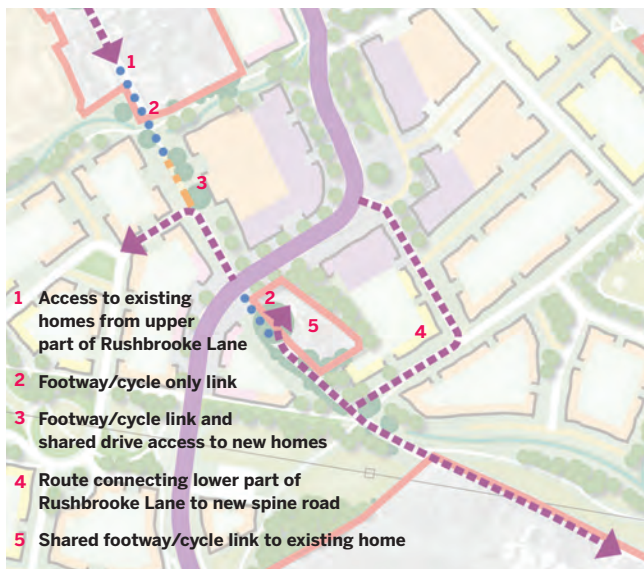 1
2
3
2
5
4
1 Access to existing
homes from upper
part of Rushbrooke Lane
2 Footway/cycle only link
3 Footway/cycle link and
shared drive access to new homes
4 Route connecting lower part of
Rushbrooke Lane to new spine road
5 Shared footway/cycle link to existing home